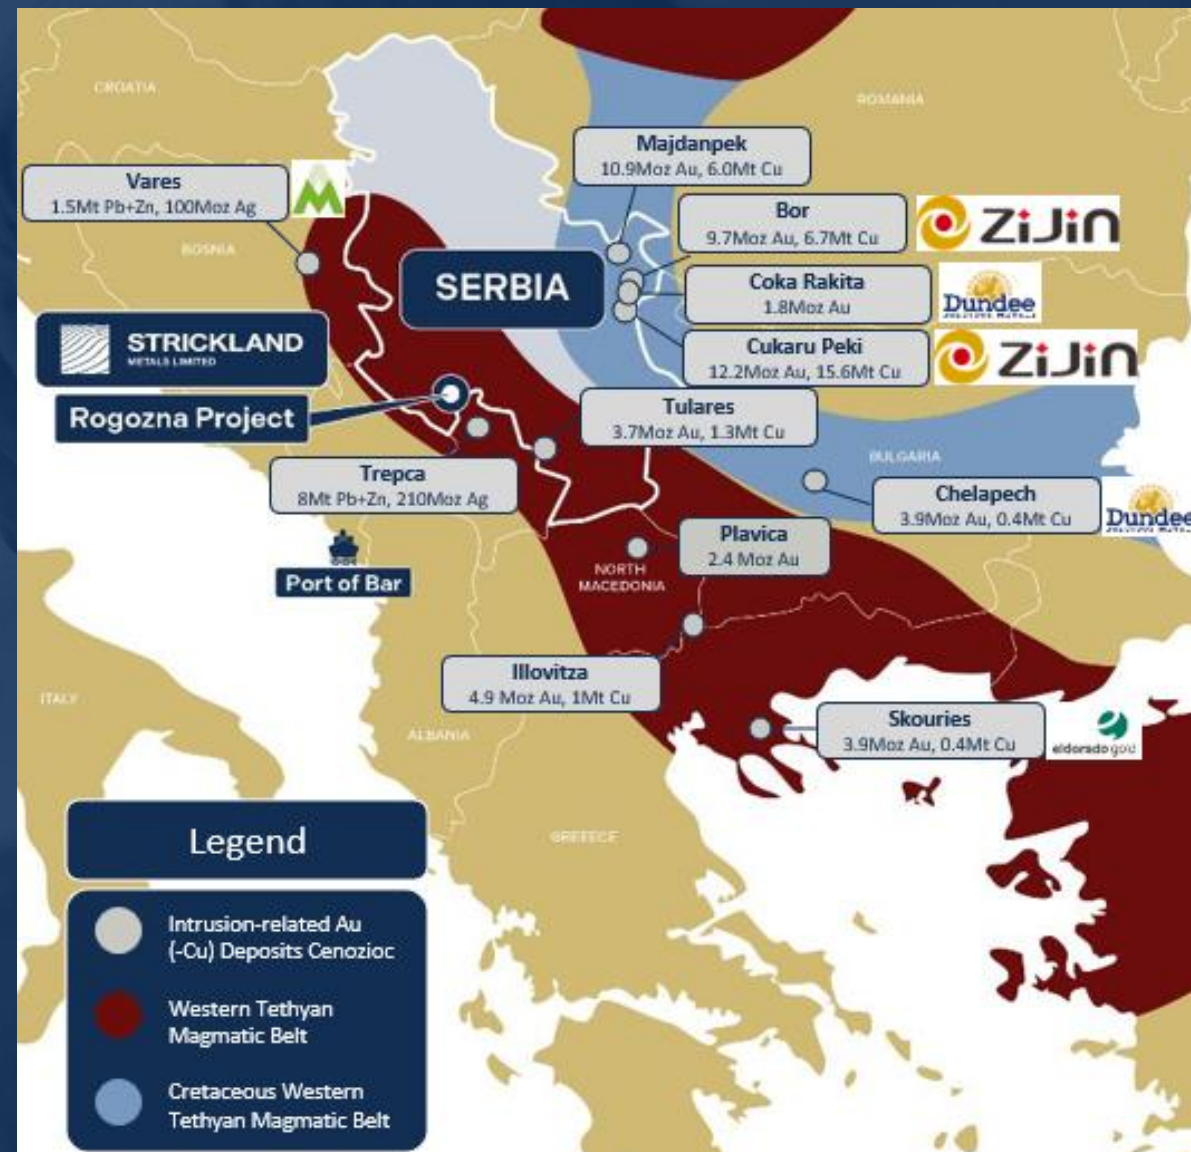 CROATIA
ROMANIA
Majdanpek
10.9Moz Au, 6.0Mt Cu
Vares
1.5Mt Pb+Zn, 100Moz Ag
Bor
9.7Moz Au, 6.7Mt Cu
ZiJin
BOSNIA
SERBIA
Coka Rakita
1.8Moz Au
Dundee
STRICKLAND
METALS LIMITED
Cukaru Peki
12.2Moz Au, 15.6Mt Cu
ZiJin
Rogozna Project
Tulares
3.7Moz Au, 1.3Mt Cu
BULGARIA
Trepca
8Mt Pb+Zn, 210Moz Ag
Chelapech
3.9Moz Au, 0.4Mt Cu
Dundee
Plavica
2.4 Moz Au
Port of Bar
NORTH
MACEDONIA
Illovitza
4.9 Moz Au, 1Mt Cu
ITALY
ALBANIA
Skouries
3.9Moz Au, 0.4Mt Cu
eldorado gold
GREEECE
Legend
Intrusion-related Au
(-Cu) Deposits Cenozioc
Western Tethyan
Magmatic Belt
Cretaceous Western
Tethyan Magmatic Belt